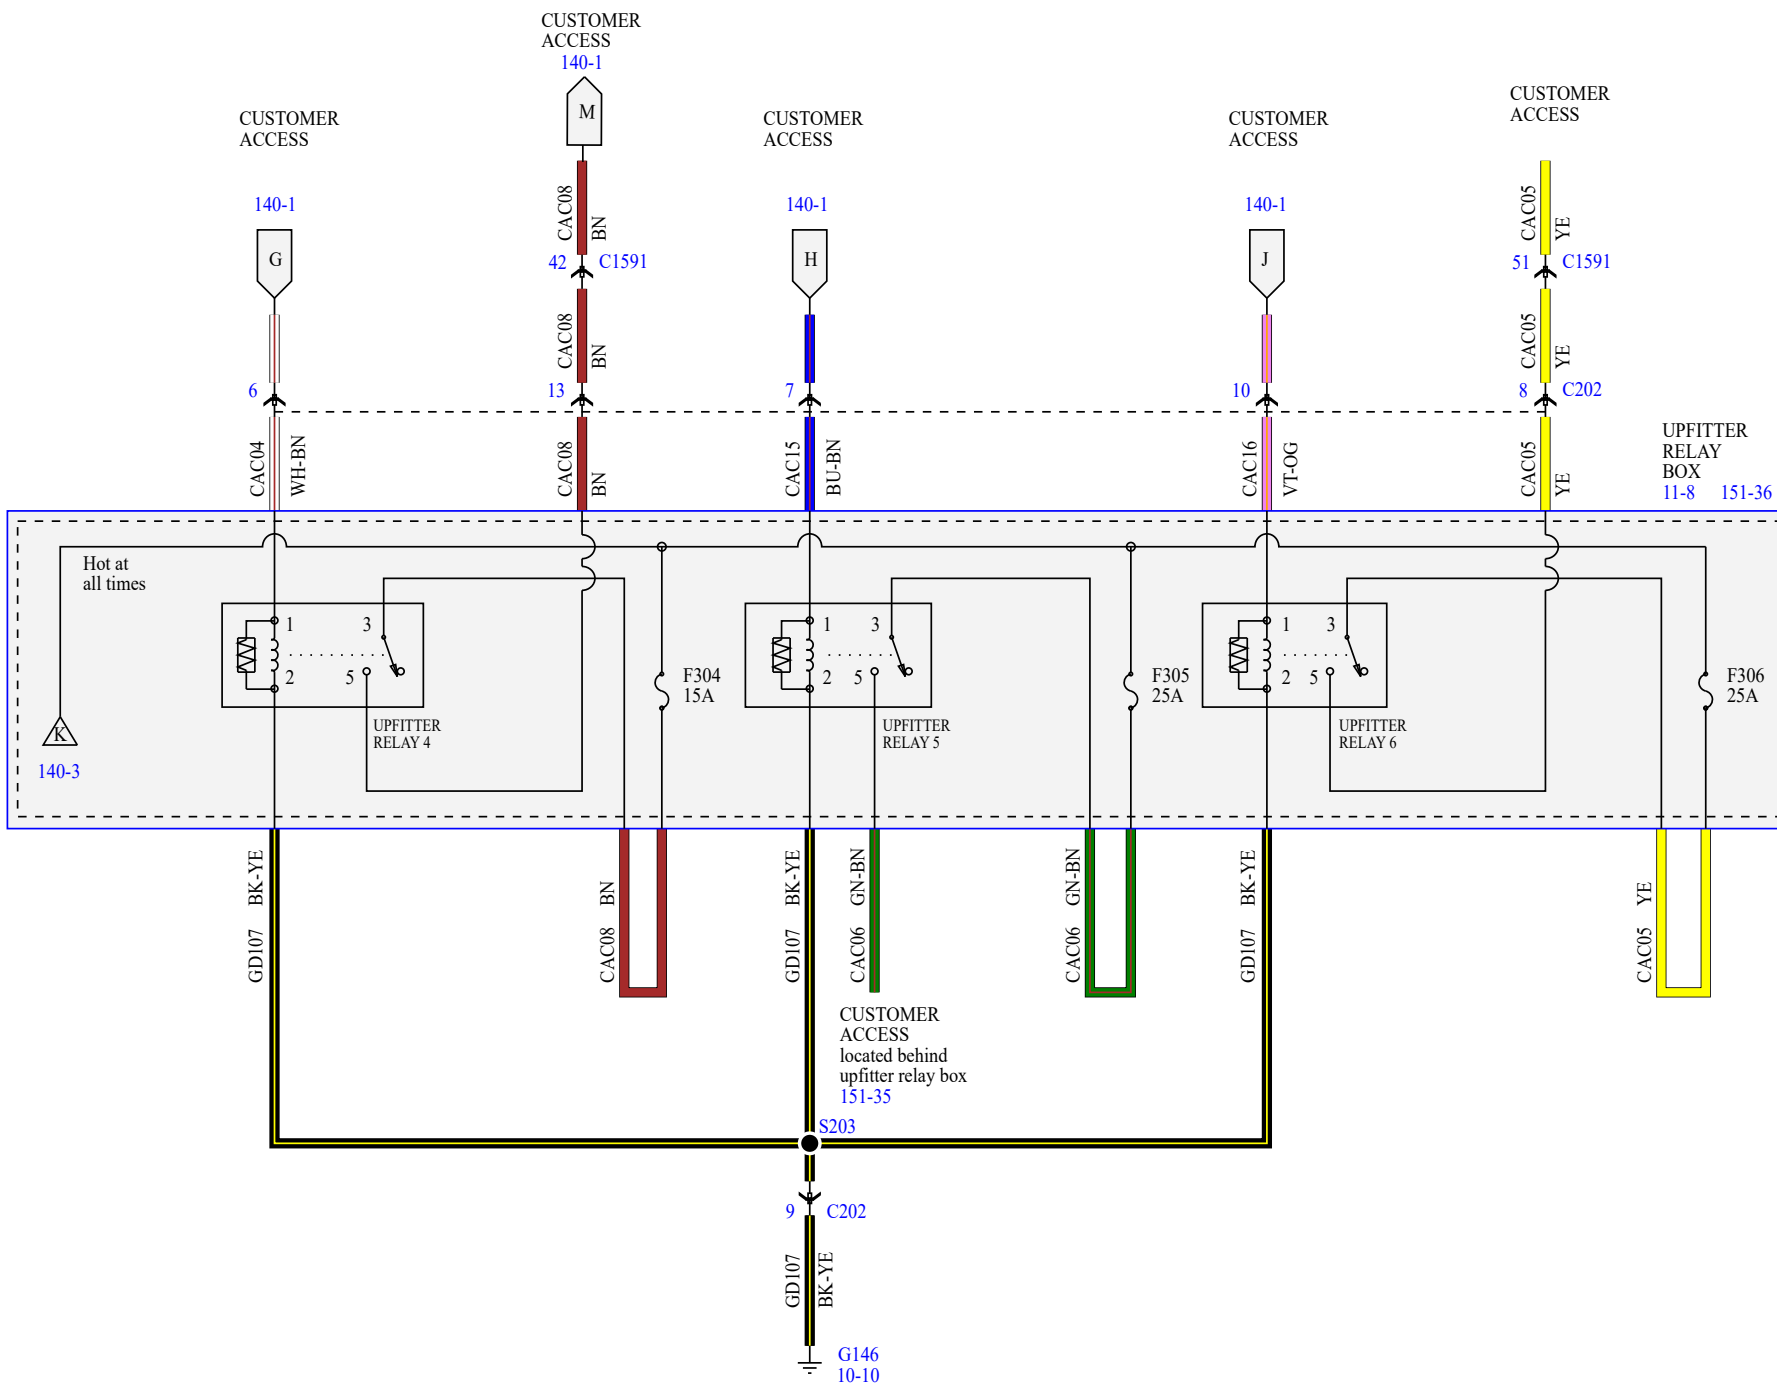 CUSTOMER
ACCESS
140-1
M
CUSTOMER
ACCESS
140-1
G
CUSTOMER
ACCESS
140-1
H
CUSTOMER
ACCESS
140-1
J
CUSTOMER
ACCESS
CAC08
BN
42
C1591
CAC05
YE
51
C1591
CAC08
BN
CAC05
YE
6
13
7
10
8
C202
CAC04
WH-BN
CAC08
BN
CAC15
BU-BN
CAC16
VT-OG
CAC05
YE
UPFITTER
RELAY
BOX
11-8 151-36
Hot at
all times
K
140-3
1
3
2
5
UPFITTER
RELAY 4
F304
15A
1
3
2
5
UPFITTER
RELAY 5
F305
25A
1
3
2
5
UPFITTER
RELAY 6
F306
25A
GD107 BK-YE
CAC08 BN
GD107 BK-YE
CAC06 GN-BN
CAC06 GN-BN
GD107 BK-YE
CAC05 YE
CUSTOMER
ACCESS
located behind
upfitter relay box
151-35
S203
9
C202
GD107
BK-YE
G146
10-10